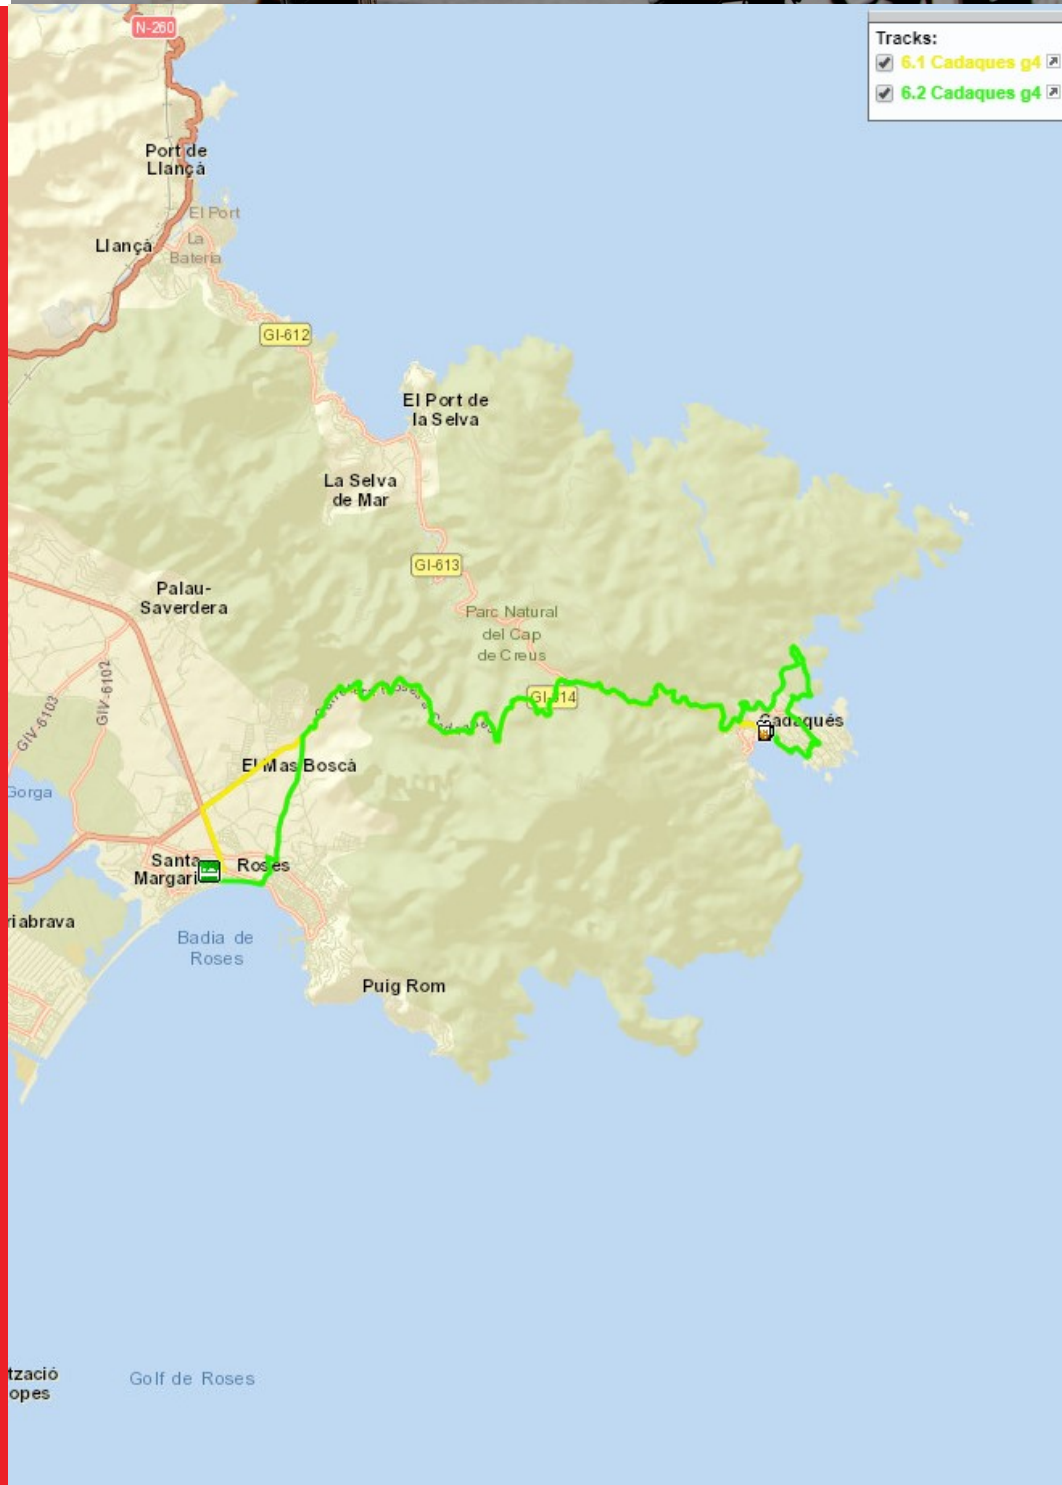 Tracks:
6.1 Cadaques g4
6.2 Cadaques g4
N-260
Port de
Llançà
El Port
La
Bateria
Llançà
GI-612
El Port de
la Selva
La Selva
de Mar
GI-613
Palau-
Saverdera
Parc Natural
del Cap
de Creus
GIV-6102
GIV-6103
GI-614
Cadaqués
El Mas Boscà
Gorga
Santa
Margari
Roses
riabrava
Badia de
Roses
Puig Rom
tzació
opes
Golf de Roses